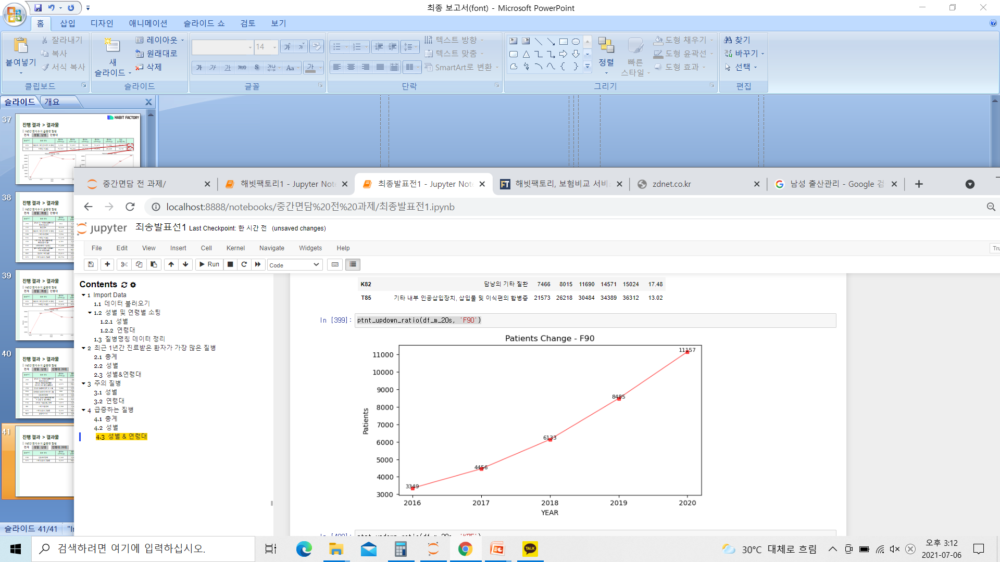 최종 보고서(font) - Microsoft PowerPoint
홈 삽입 디자인 애니메이션 슬라이드 쇼 검토 보기
붙여넣기
잘라내기
복사
서식 복사
클립보드
새
슬라이드
레이아웃
원래대로
삭제
슬라이드
14
글꼴
텍스트 방향
텍스트 맞춤
SmartArt로 변환
단락
정렬
빠른
스타일
도형 채우기
도형 윤곽선
도형 효과
그리기
찾기
바꾸기
선택
편집
슬라이드 개요
37
HABIT FACTORY
진행 결과 > 결과물
38
진행 결과 > 결과물
39
진행 결과 > 결과물
40
진행 결과 > 결과물
41
진행 결과 > 결과물
슬라이드 41/41
중간면담 전 과제/
해빗팩토리1 - Jupyter Note
최종발표전1 - Jupyter Note
해빗팩토리, 보험비교 서비
zdnet.co.kr
남성 출산관리 - Google 검
localhost:8888/notebooks/중간면담%20전%20과제/최종발표전1.ipynb
jupyter 최종발표전1 Last Checkpoint: 한 시간 전 (unsaved changes)
File Edit View Insert Cell Kernel Navigate Widgets Help
Tru
Run
Code
Contents
1 Import Data
1.1 데이터 불러오기
1.2 성별 및 연령별 소팅
1.2.1 성별
1.2.2 연령대
1.3 질병명칭 데이터 정리
2 최근 1년간 진료받은 환자가 가장 많은 질병
2.1 총계
2.2 성별
2.3 성별&연령대
3 주의 질병
3.1 성별
3.2 연령대
4 급증하는 질병
4.1 총계
4.2 성별
4.3 성별 & 연령대
K82 담낭의 기타 질환 7466 8015 11690 14571 15024 17.48
T85 기타 내부 인공삽입장치, 삽입물 및 이식편의 합병증 21573 26218 30484 34389 36312 13.02
In [399]: ptnt_updown_ratio(df_m_20s, 'F90')
Patients Change - F90
11000
10000
9000
8000
7000
6000
5000
4000
3000
Patients
3349
4456
6133
8485
11157
2016 2017 2018 2019 2020
YEAR
검색하려면 여기에 입력하십시오.
TALK
30°C 대체로 흐림
오후 3:12
2021-07-06